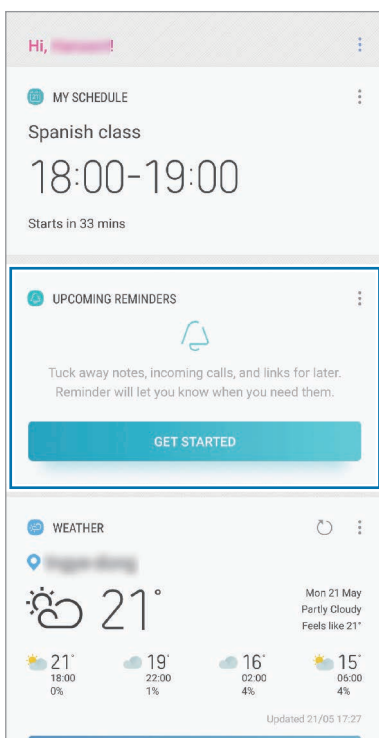 Hi, !
MY SCHEDULE
Spanish class
18:00-19:00
Starts in 33 mins
UPCOMING REMINDERS
Tuck away notes, incoming calls, and links for later.
Reminder will let you know when you need them.
GET STARTED
WEATHER
21°
Mon 21 May
Partly Cloudy
Feels like 21°
21° 19° 16° 15°
18:00 22:00 02:00 06:00
0% 1% 4% 4%
Updated 21/05 17:27